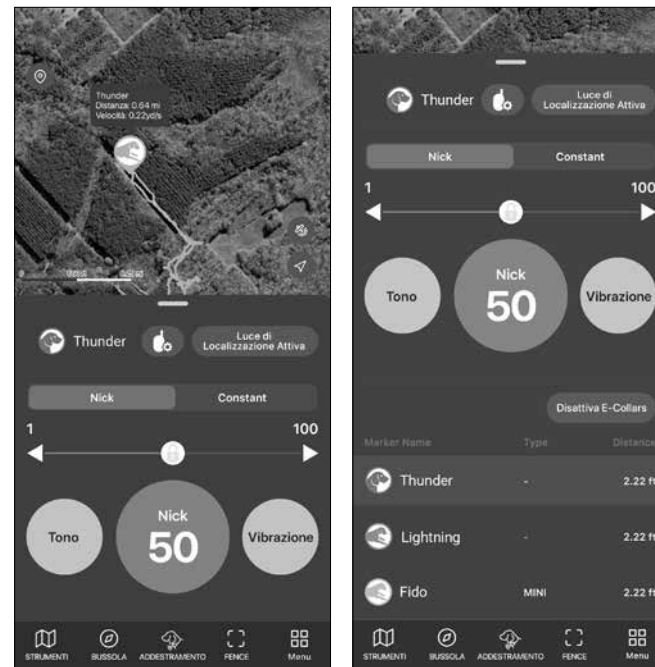 Thunder
Distanza: 0.64 mi
Velocità: 0.22yd/s
Thunder
Luce di
Localizzazione Attiva
Nick
Constant
1
100
Tono
Nick
50
Vibrazione
STRUMENTI
BUSSOLA
ADDESTRAMENTO
FENCE
Menu
Thunder
Luce di
Localizzazione Attiva
Nick
Constant
1
100
Tono
Nick
50
Vibrazione
Disattiva E-Collars
Marker Name
Type
Distance
Thunder
-
2.22 ft
Lightning
-
2.22 ft
Fido
MINI
2.22 ft
STRUMENTI
BUSSOLA
ADDESTRAMENTO
FENCE
Menu